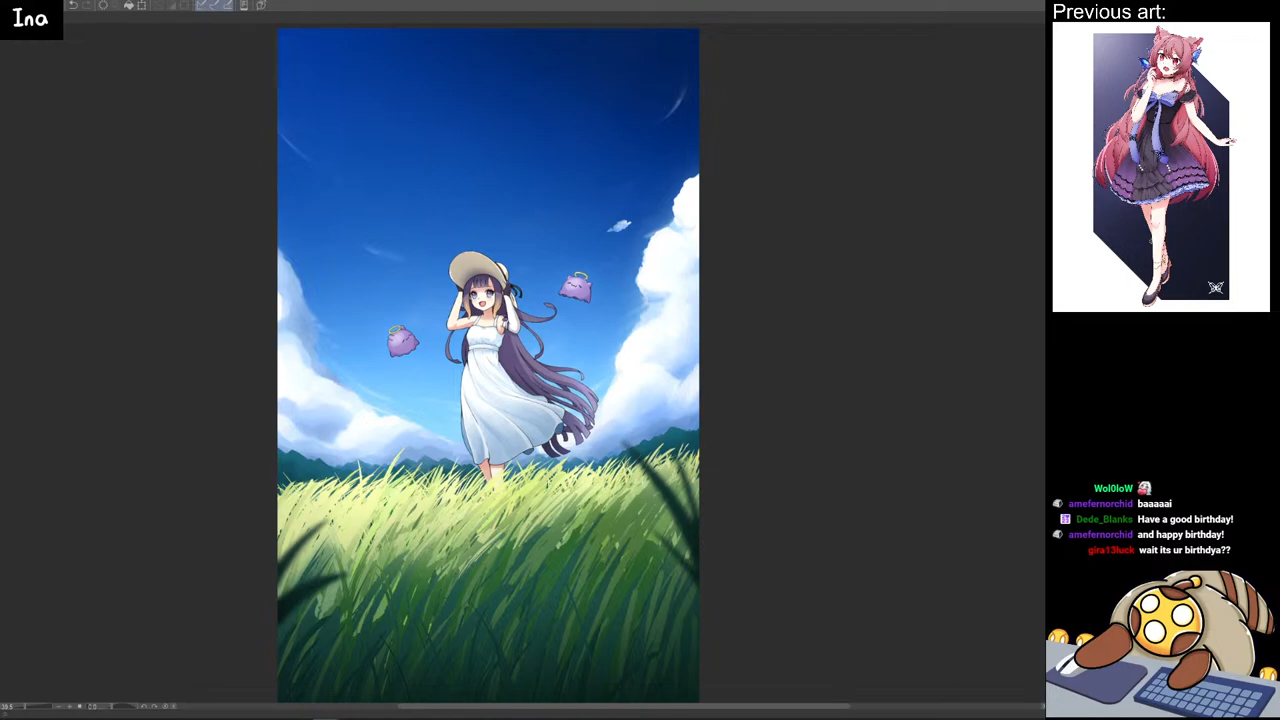 Ina
Previous art:
Wol0loW
amefernorchid baaaaai
Dede_Blanks Have a good birthday!
amefernorchid and happy birthday!
gira13luck wait its ur birthdya??